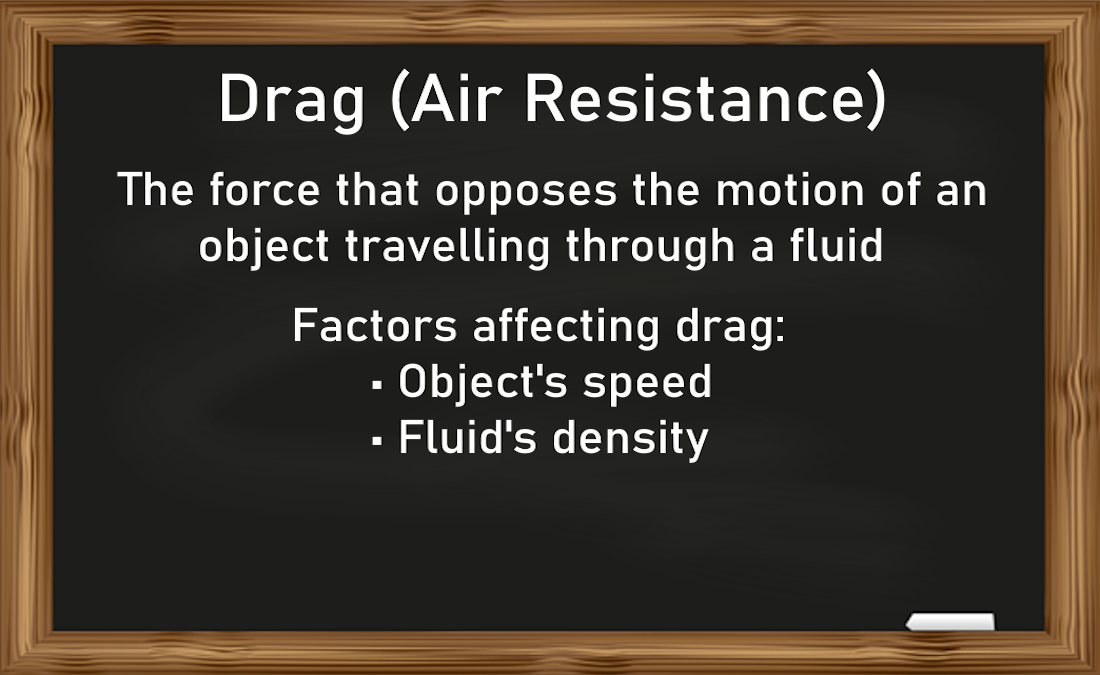 Drag (Air Resistance)
The force that opposes the motion of an
object travelling through a fluid
Factors affecting drag:
▪ Object's speed
▪ Fluid's density